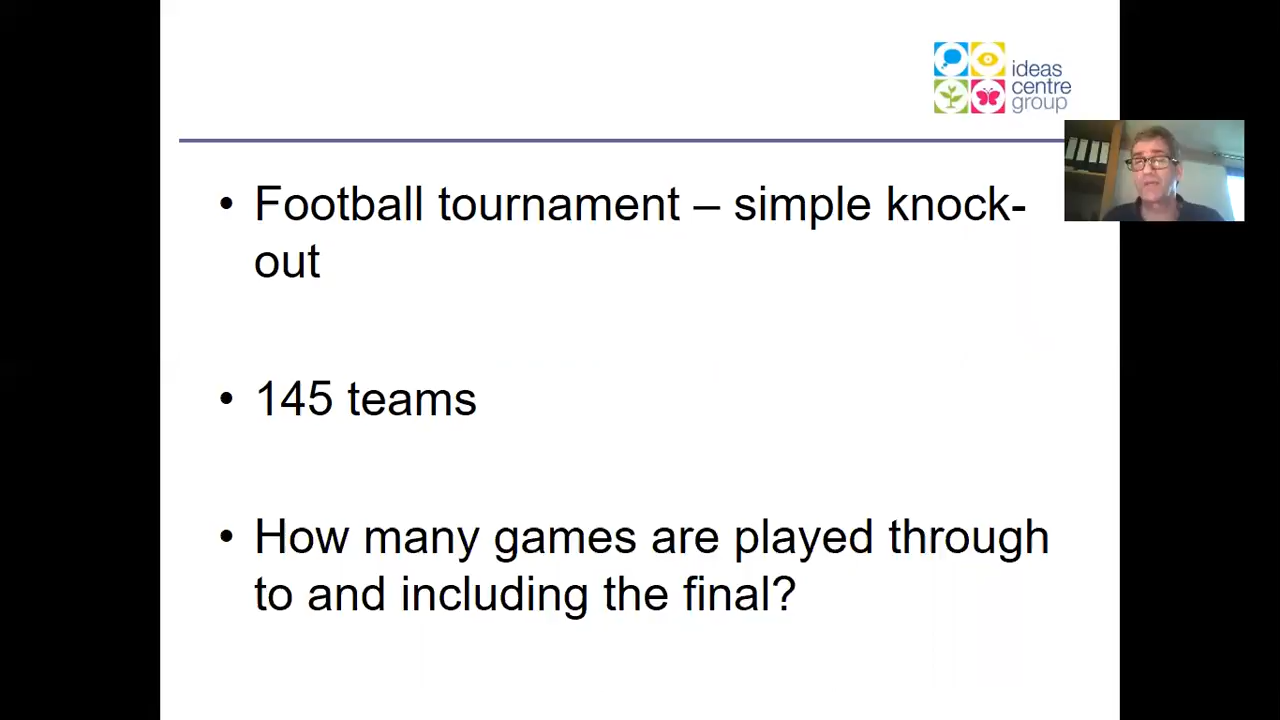 ideas
centre
group
• Football tournament – simple knock-
out
• 145 teams
• How many games are played through
to and including the final?